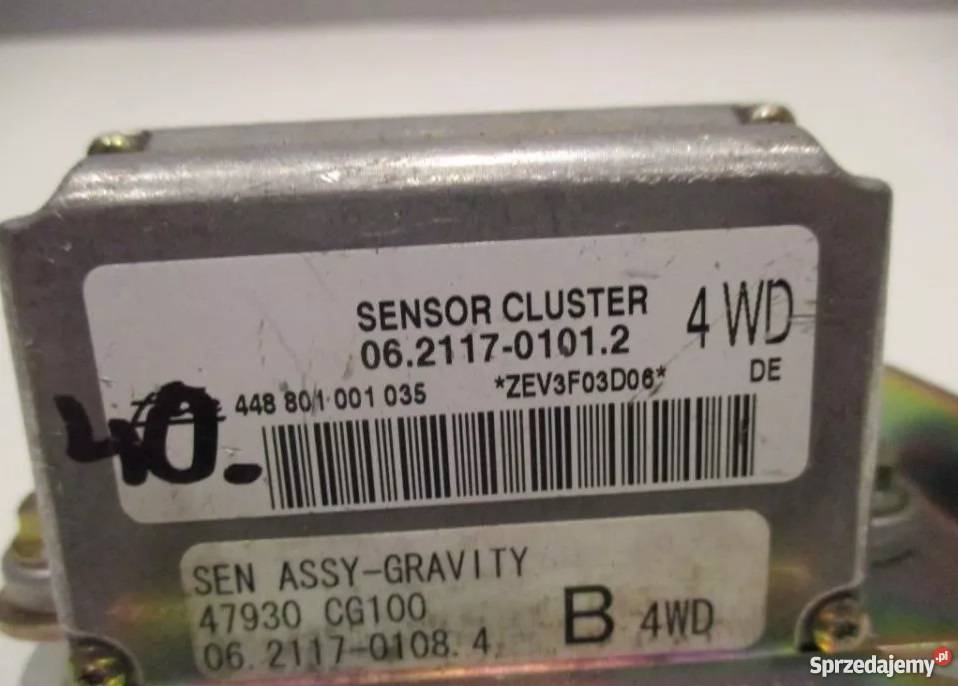 SENSOR CLUSTER
06.2117-0101.2
4 WD
448 801 001 035
*ZEV3F03D06*
DE
40.-
SEN ASSY-GRAVITY
47930 CG100
06.2117-0108.4
B 4WD
Sprzedajemy.pl